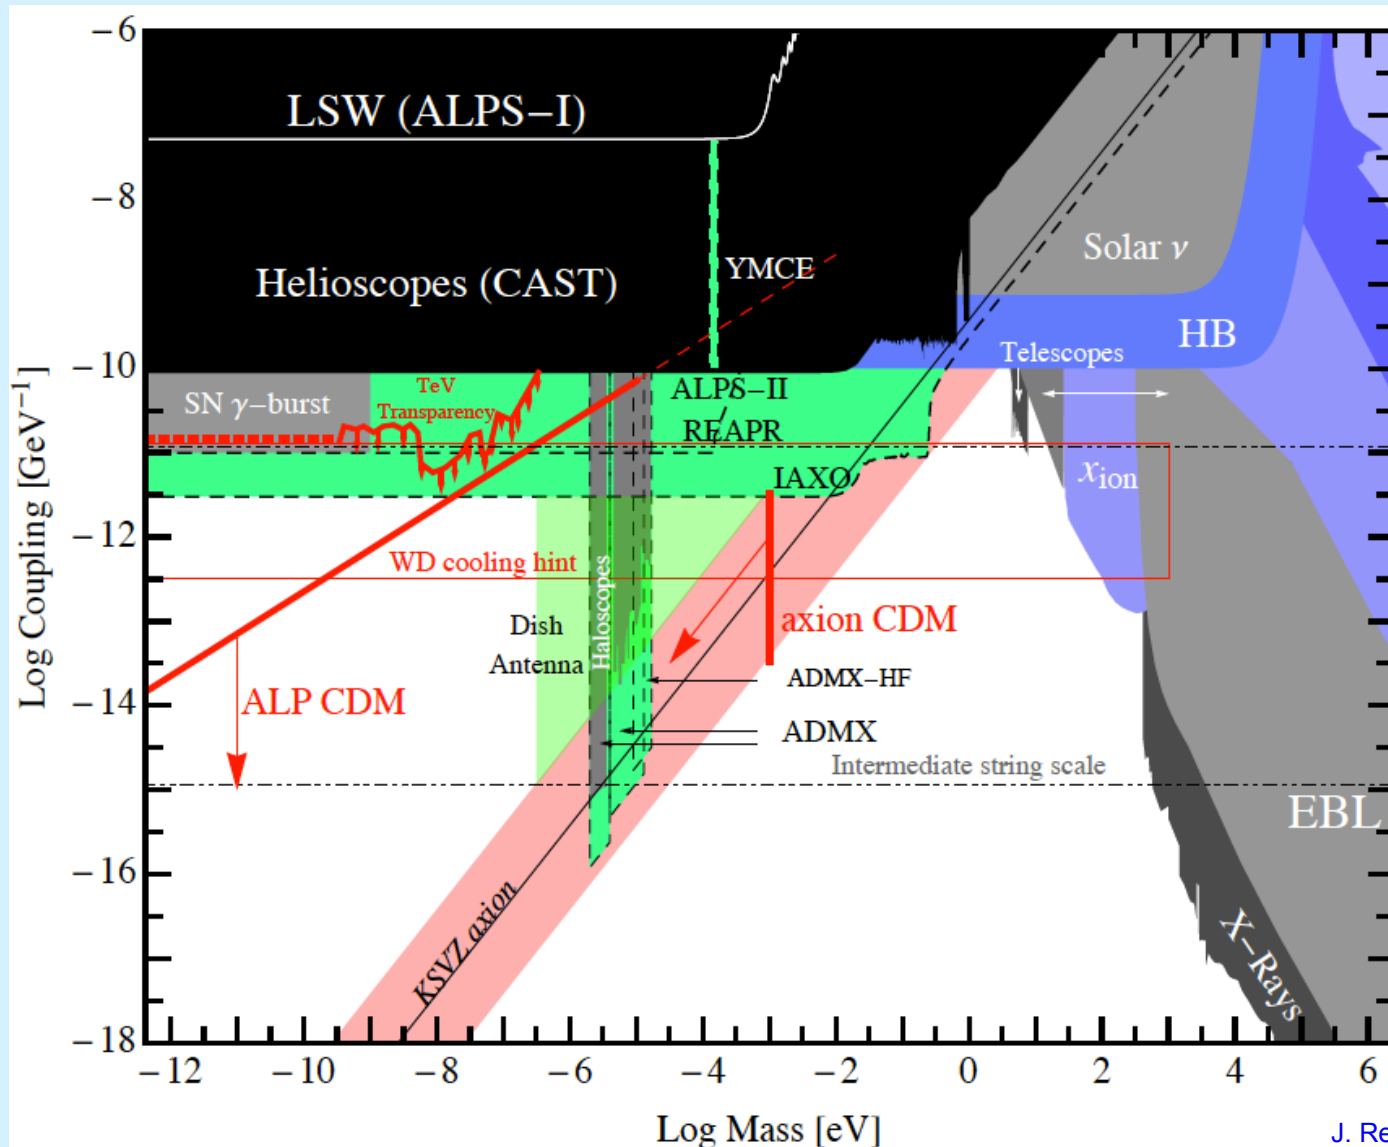 LSW (ALPS−I)
Helioscopes (CAST)
YMCE
Solar ν
HB
Telescopes
SN γ−burst
TeV
Transparency
ALPS−II
REAPR
IAXO
x_ion
WD cooling hint
Haloscopes
Dish
Antenna
axion CDM
ADMX−HF
ALP CDM
ADMX
Intermediate string scale
EBL
KSVZ axion
X−Rays
−6
−8
−10
−12
−14
−16
−18
Log Coupling [GeV⁻¹]
−12 −10 −8 −6 −4 −2 0 2 4 6
Log Mass [eV]
J. Re